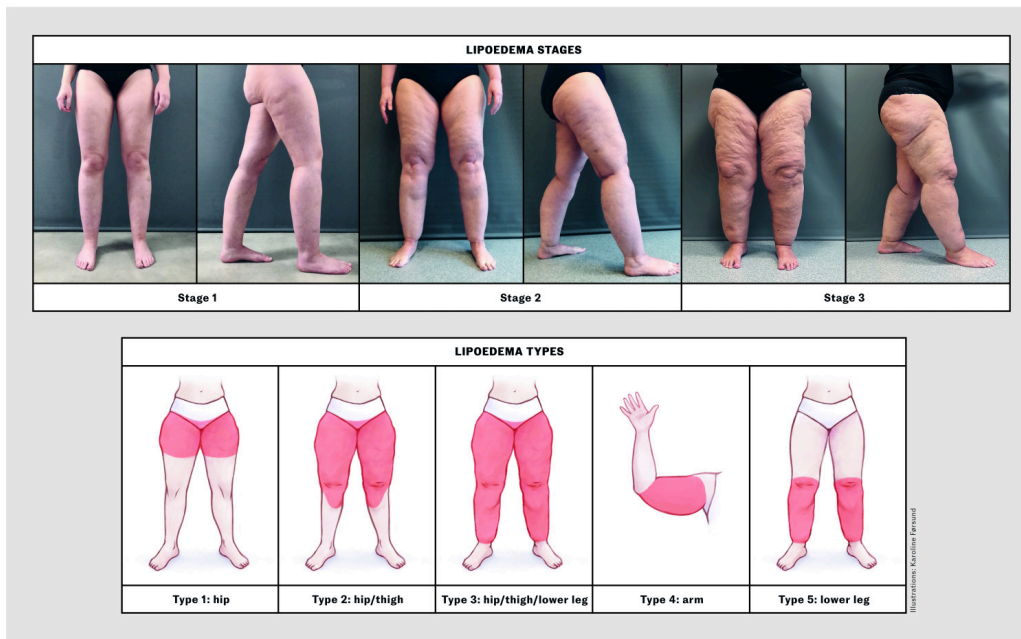 LIPOEDEMA STAGES
Stage 1
Stage 2
Stage 3
LIPOEDEMA TYPES
Type 1: hip
Type 2: hip/thigh
Type 3: hip/thigh/lower leg
Type 4: arm
Type 5: lower leg
Illustrations: Karoline Førsund